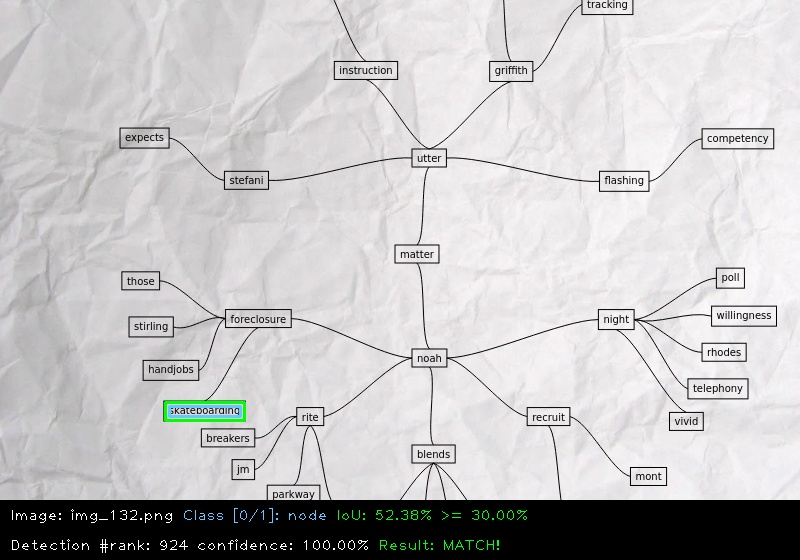 tracking
instruction
griffith
expects
competency
utter
stefani
flashing
matter
those
poll
willingness
foreclosure
night
stirling
rhodes
noah
handjobs
telephony
skateboarding
rite
recruit
vivid
breakers
blends
jm
mont
parkway
Image: img_132.png Class [0/1]: node IoU: 52.38% >= 30.00%
Detection #rank: 924 confidence: 100.00% Result: MATCH!